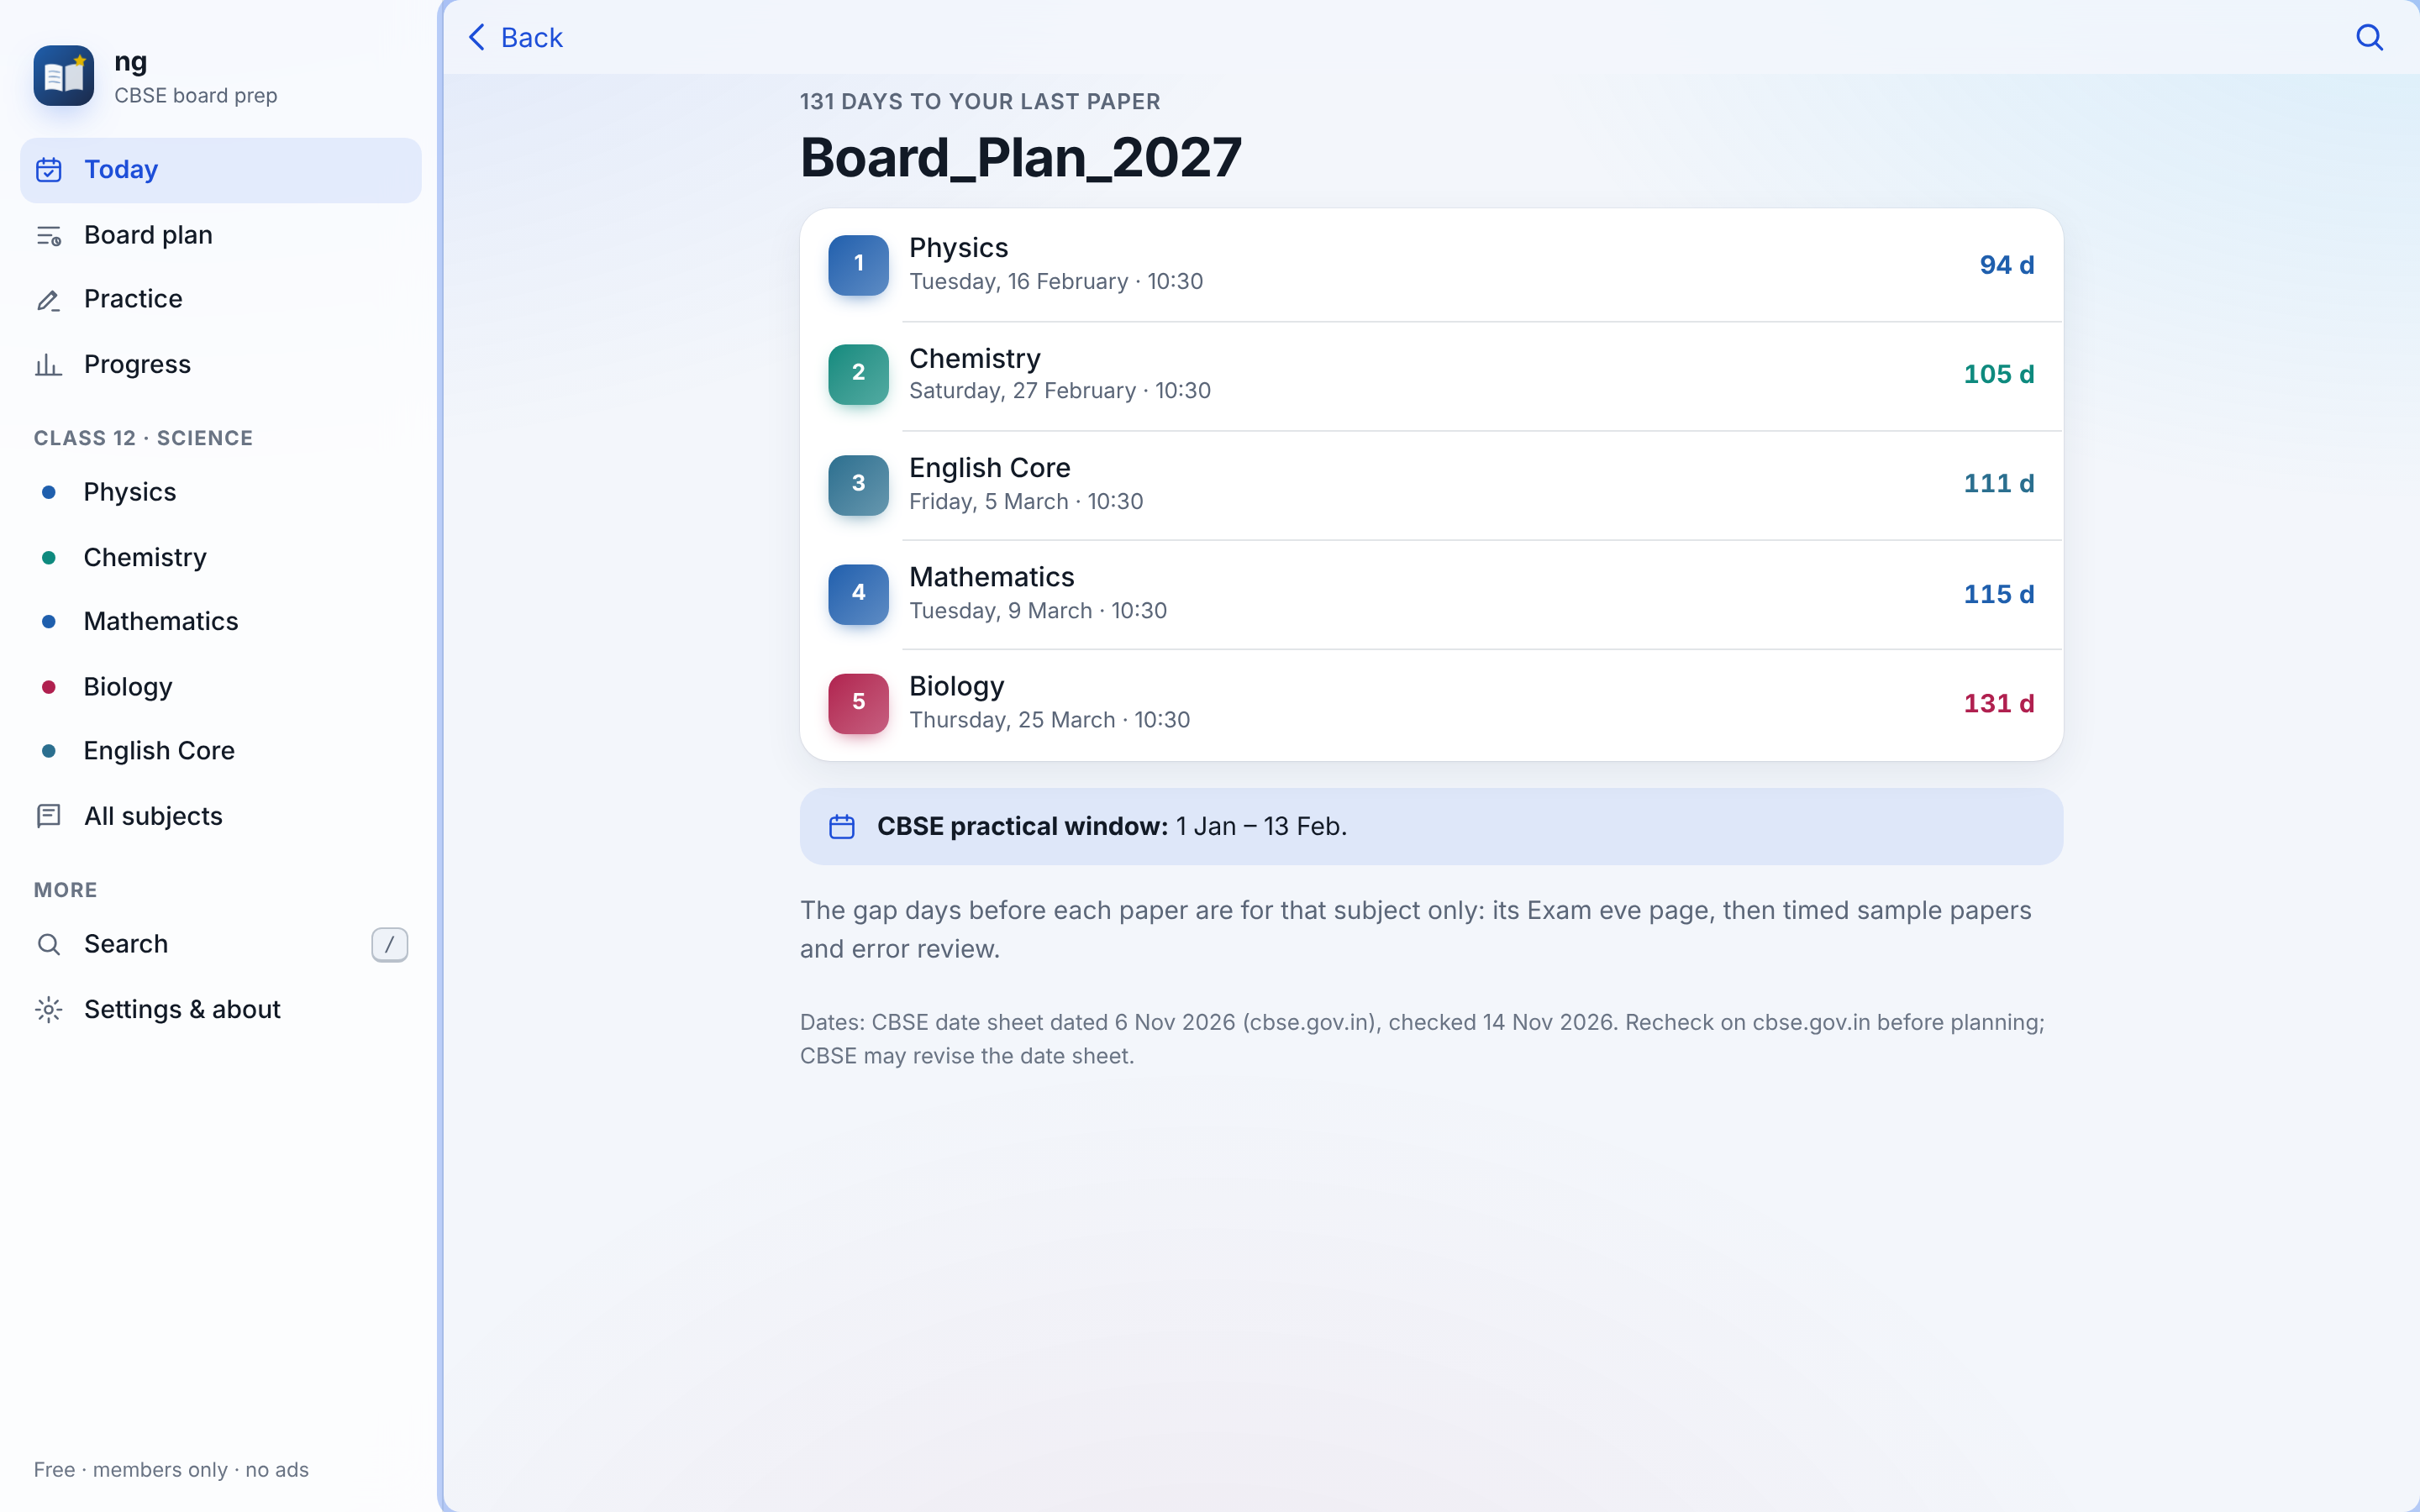 ng
CBSE board prep
Today
Board plan
Practice
Progress
CLASS 12 · SCIENCE
Physics
Chemistry
Mathematics
Biology
English Core
All subjects
MORE
Search
/
Settings & about
Free · members only · no ads
Back
131 DAYS TO YOUR LAST PAPER
Board_Plan_2027
1
Physics
Tuesday, 16 February · 10:30
94 d
2
Chemistry
Saturday, 27 February · 10:30
105 d
3
English Core
Friday, 5 March · 10:30
111 d
4
Mathematics
Tuesday, 9 March · 10:30
115 d
5
Biology
Thursday, 25 March · 10:30
131 d
CBSE practical window: 1 Jan – 13 Feb.
The gap days before each paper are for that subject only: its Exam eve page, then timed sample papers
and error review.
Dates: CBSE date sheet dated 6 Nov 2026 (cbse.gov.in), checked 14 Nov 2026. Recheck on cbse.gov.in before planning;
CBSE may revise the date sheet.